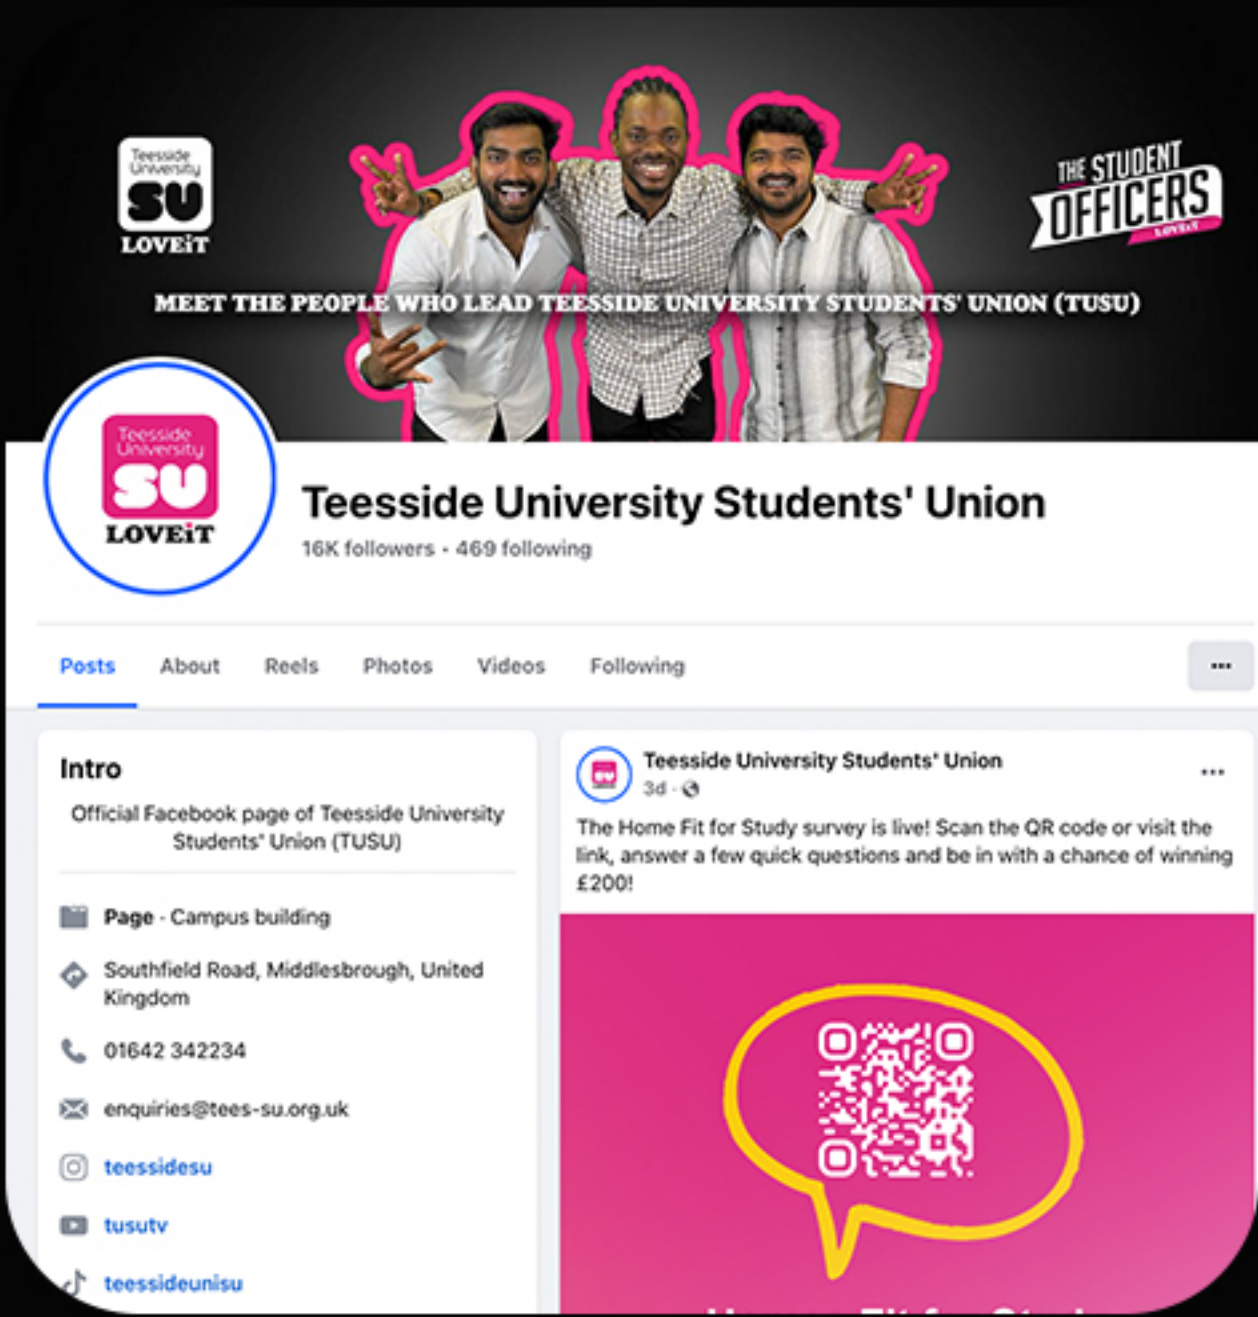 Teesside
University
SU
LOVEiT
THE STUDENT
OFFICERS
LOVEiT
MEET THE PEOPLE WHO LEAD TEESSIDE UNIVERSITY STUDENTS' UNION (TUSU)
Teesside
University
SU
LOVEiT
Teesside University Students' Union
16K followers • 469 following
Posts
About
Reels
Photos
Videos
Following
Intro
Official Facebook page of Teesside University
Students' Union (TUSU)
Page · Campus building
Southfield Road, Middlesbrough, United
Kingdom
01642 342234
enquiries@tees-su.org.uk
teessidesu
tusutv
teessideunisu
SU
Teesside University Students' Union
3d ·
The Home Fit for Study survey is live! Scan the QR code or visit the
link, answer a few quick questions and be in with a chance of winning
£200!